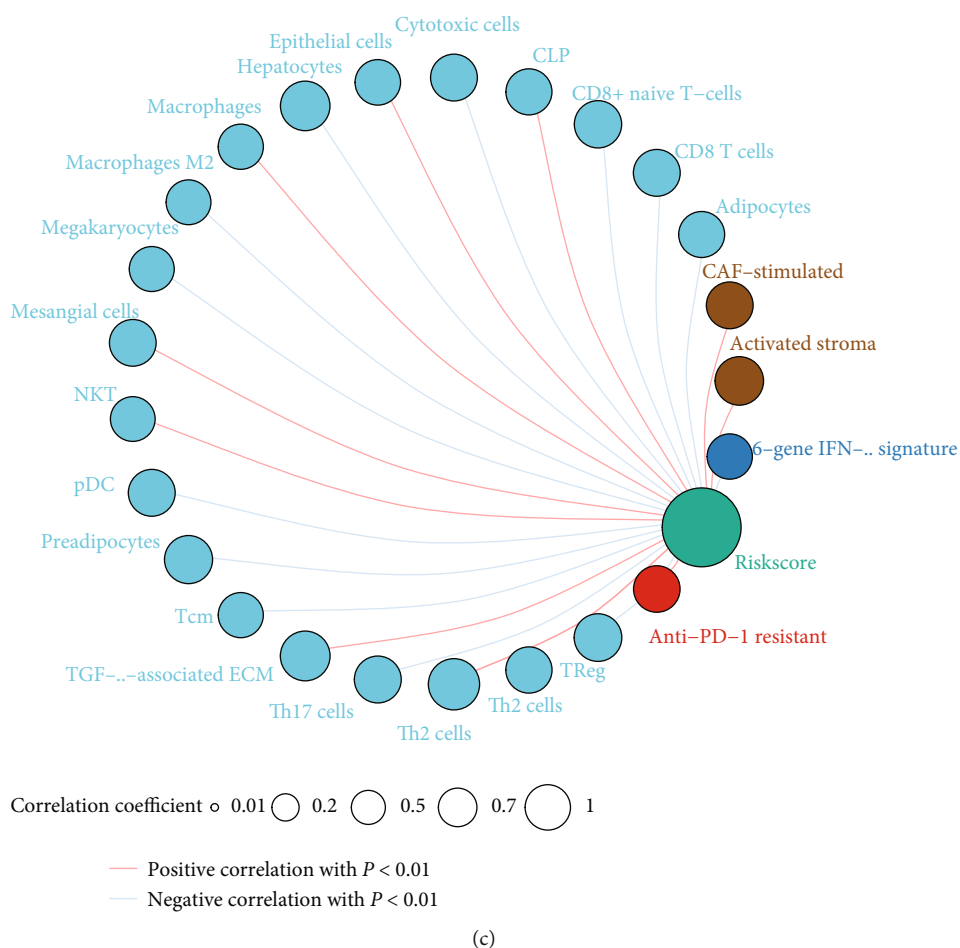 Cytotoxic cells
Epithelial cells
CLP
Hepatocytes
CD8+ naive T−cells
Macrophages
CD8 T cells
Macrophages M2
Adipocytes
Megakaryocytes
CAF−stimulated
Mesangial cells
Activated stroma
NKT
6−gene IFN−.. signature
pDC
Preadipocytes
Riskscore
Tcm
Anti−PD−1 resistant
TGF−..−associated ECM
TReg
Th17 cells
Th2 cells
Th2 cells
Correlation coefficient 0.01 0.2 0.5 0.7 1
Positive correlation with P < 0.01
Negative correlation with P < 0.01
(c)